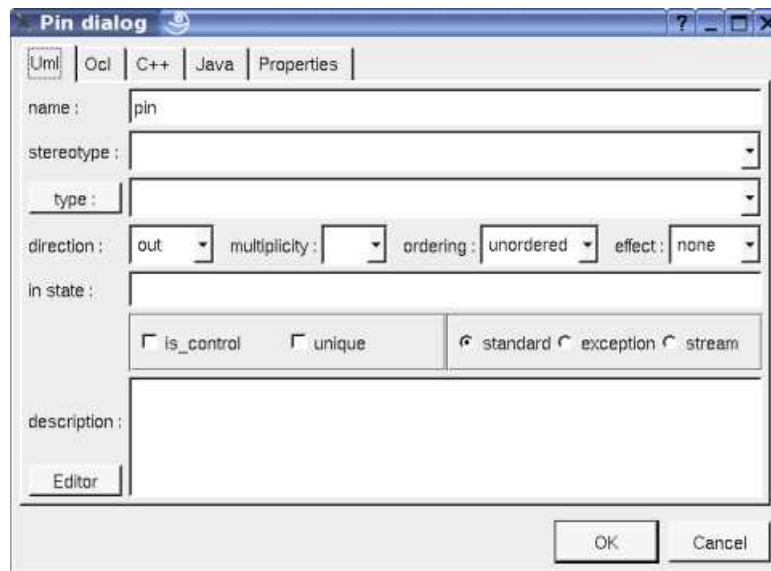 Pin dialog
Uml Ocl C++ Java Properties
name : pin
stereotype :
type :
direction : out multiplicity : ordering : unordered effect : none
in state :
is_control unique standard exception stream
description :
Editor
OK Cancel